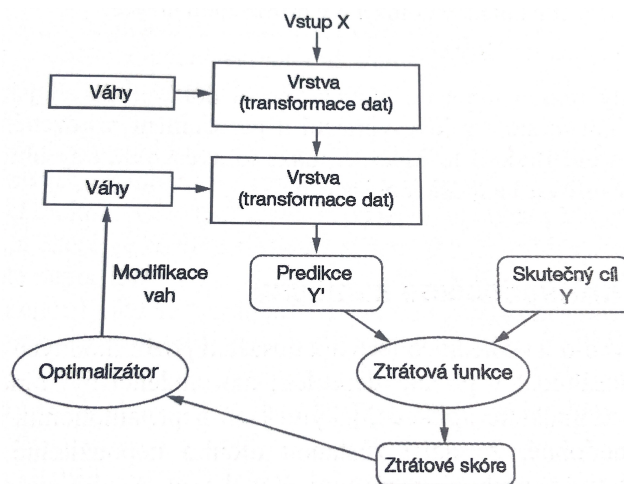 Vstup X
Váhy
Vrstva
(transformace dat)
Váhy
Vrstva
(transformace dat)
Modifikace
vah
Predikce
Y'
Skutečný cíl
Y
Optimalizátor
Ztrátová funkce
Ztrátové skóre